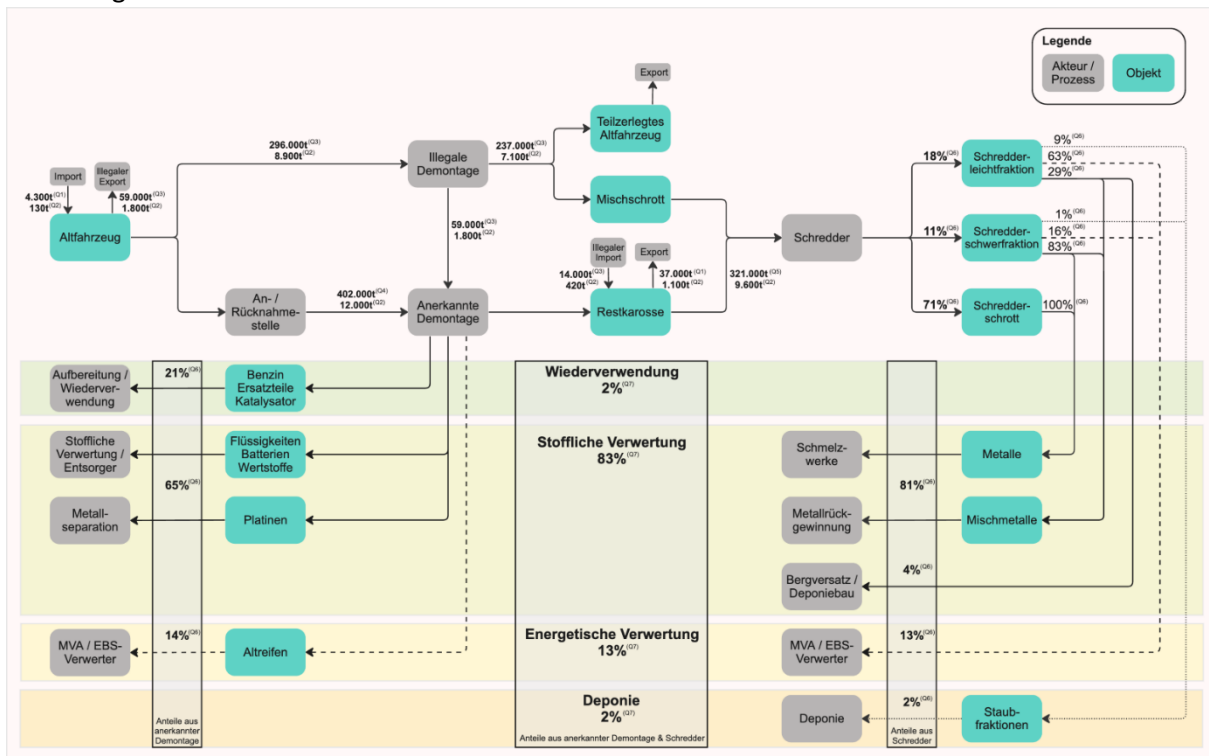 Legende
Akteur /
Prozess
Objekt
Export
Teilzerlegtes
Altfahrzeug
296.000t(Q3)
8.900t(Q2)
Illegale
Demontage
237.000t(Q3)
7.100t(Q2)
Import
Illegaler
Export
4.300t(Q1)
130t(Q2)
59.000t(Q3)
1.800t(Q2)
Altfahrzeug
Mischschrott
59.000t(Q3)
1.800t(Q2)
Schredder
18%(Q6)
Schredder-
leichtfraktion
9%(Q6)
63%(Q6)
29%(Q6)
11%(Q6)
Schredder-
schwerfraktion
1%(Q6)
16%(Q6)
83%(Q6)
Illegaler
Import
Export
14.000t(Q3)
420t(Q2)
37.000t(Q1)
1.100t(Q2)
321.000t(Q5)
9.600t(Q2)
An- /
Rücknahme-
stelle
402.000t(Q4)
12.000t(Q2)
Anerkannte
Demontage
Restkarosse
71%(Q6)
Schredder-
schrott
100%(Q6)
Aufbereitung /
Wiederver-
wendung
21%(Q6)
Benzin
Ersatzteile
Katalysator
Wiederverwendung
2%(Q7)
Stoffliche
Verwertung /
Entsorger
Flüssigkeiten
Batterien
Wertstoffe
Stoffliche Verwertung
83%(Q7)
Schmelz-
werke
Metalle
65%(Q6)
81%(Q6)
Metall-
separation
Platinen
Metallrück-
gewinnung
Mischmetalle
Bergversatz /
Deponiebau
4%(Q6)
MVA / EBS-
Verwerter
14%(Q6)
Altreifen
Energetische Verwertung
13%(Q7)
MVA / EBS-
Verwerter
13%(Q6)
Deponie
2%(Q7)
Deponie
2%(Q6)
Staub-
fraktionen
Anteile aus
anerkannter
Demontage
Anteile aus anerkannter Demontage & Schredder
Anteile aus
Schredder